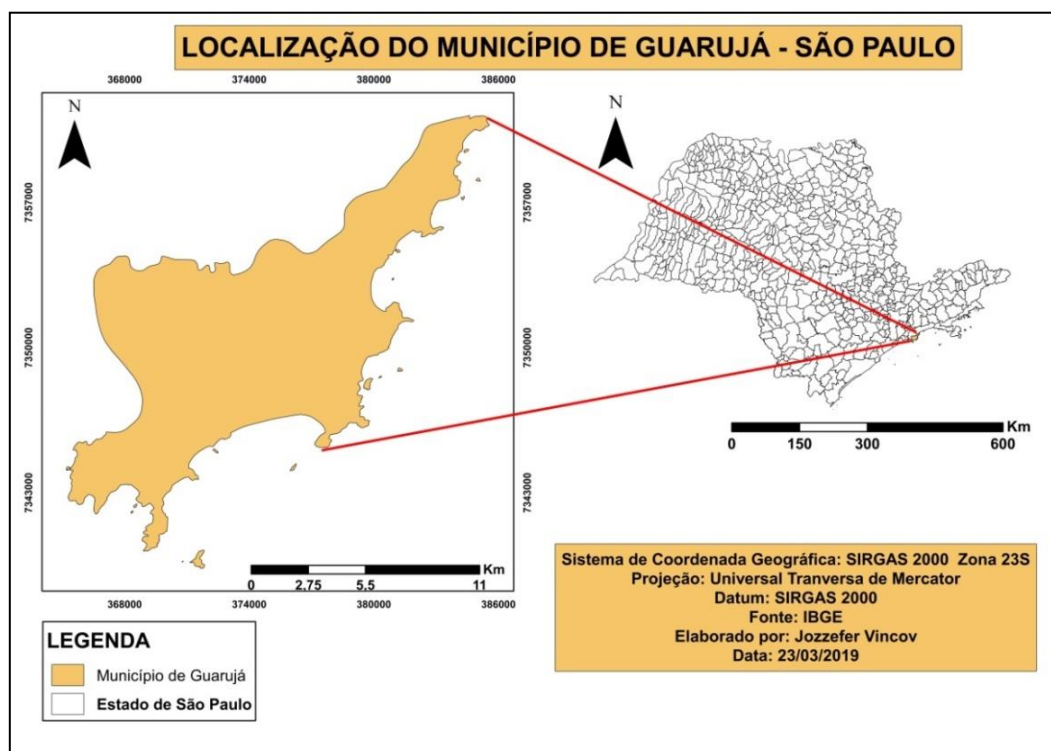 LOCALIZAÇÃO DO MUNICÍPIO DE GUARUJÁ - SÃO PAULO
368000 374000 380000 386000
N
N
7357000
7357000
7350000
7350000
7343000
7343000
Km
0 150 300 600
Km
0 2,75 5,5 11
368000 374000 380000 386000
LEGENDA
Município de Guarujá
Estado de São Paulo
Sistema de Coordenada Geográfica: SIRGAS 2000 Zona 23S
Projeção: Universal Tranversa de Mercator
Datum: SIRGAS 2000
Fonte: IBGE
Elaborado por: Jozzefer Vincov
Data: 23/03/2019